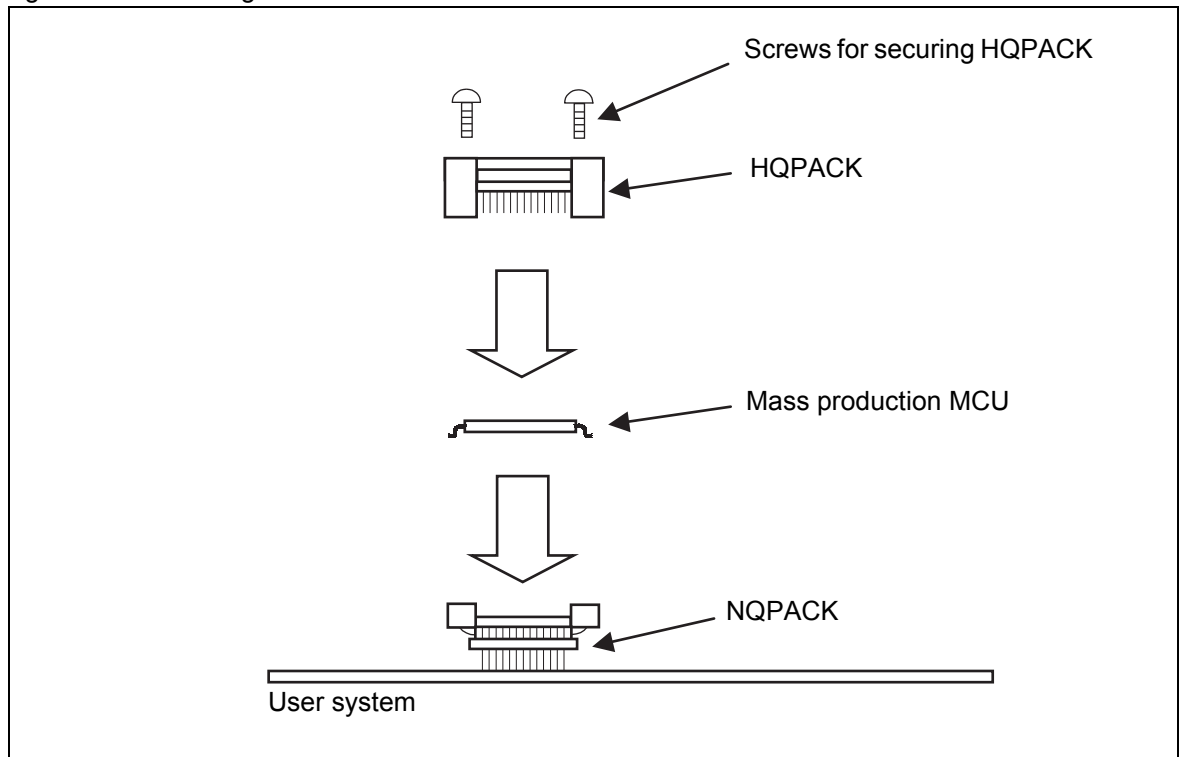 Screws for securing HQPACK
HQPACK
Mass production MCU
NQPACK
User system